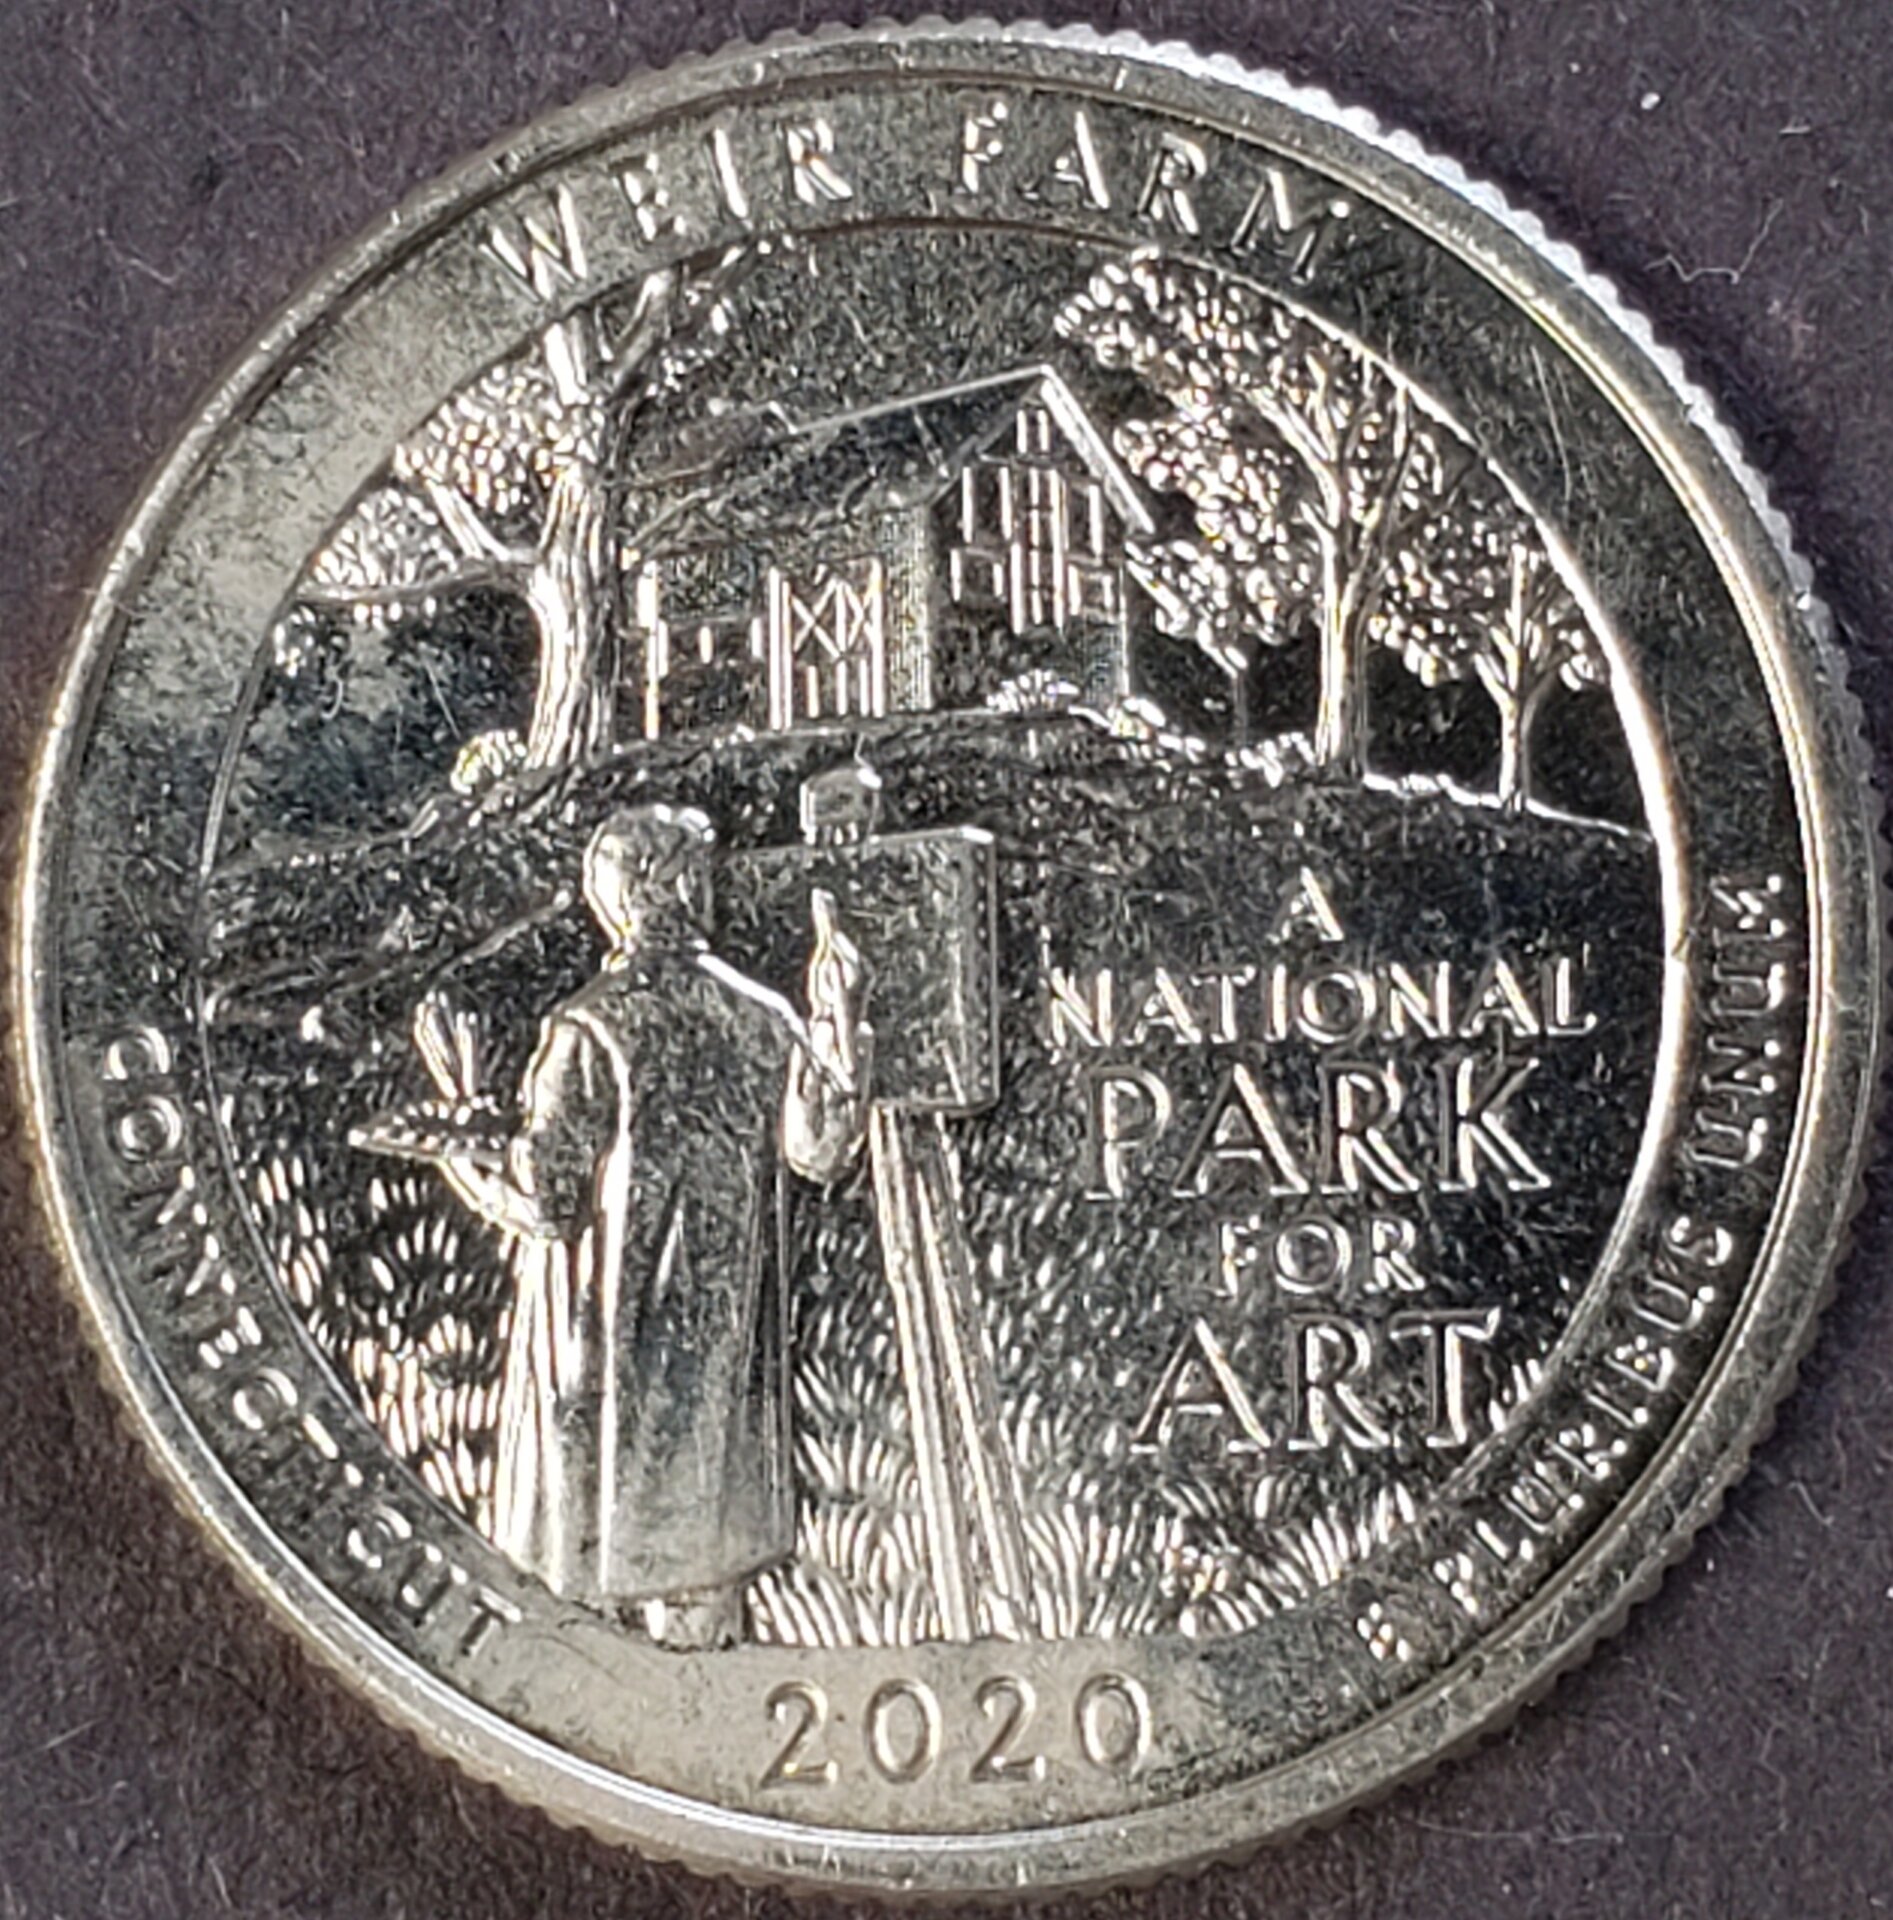 WEIR FARM
A
NATIONAL
PARK
FOR
ART
CONNECTICUT
2020
E PLURIBUS UNUM